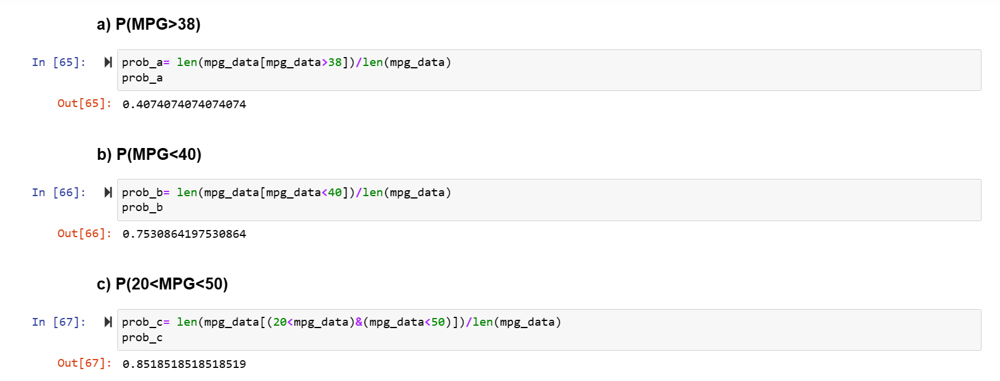 a) P(MPG>38)
In [65]: prob_a= len(mpg_data[mpg_data>38])/len(mpg_data)
prob_a
Out[65]: 0.4074074074074074
b) P(MPG<40)
In [66]: prob_b= len(mpg_data[mpg_data<40])/len(mpg_data)
prob_b
Out[66]: 0.7530864197530864
c) P(20<MPG<50)
In [67]: prob_c= len(mpg_data[(20<mpg_data)&(mpg_data<50)])/len(mpg_data)
prob_c
Out[67]: 0.8518518518518519